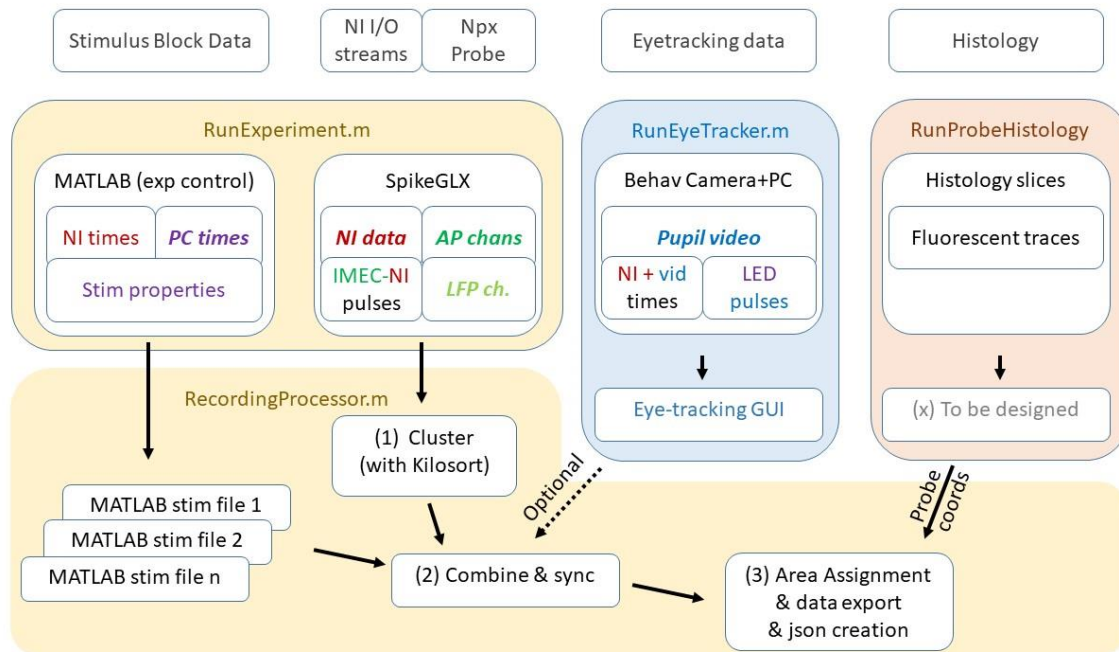 Stimulus Block Data
NI I/O
streams
Npx
Probe
Eyetracking data
Histology
RunExperiment.m
MATLAB (exp control)
NI times
PC times
Stim properties
SpikeGLX
NI data
AP chans
IMEC-NI
pulses
LFP ch.
RunEyeTracker.m
Behav Camera+PC
Pupil video
NI + vid
times
LED
pulses
Eye-tracking GUI
RunProbeHistology
Histology slices
Fluorescent traces
(x) To be designed
RecordingProcessor.m
(1) Cluster
(with Kilosort)
Optional
Probe
coords
MATLAB stim file 1
MATLAB stim file 2
MATLAB stim file n
(2) Combine & sync
(3) Area Assignment
& data export
& json creation